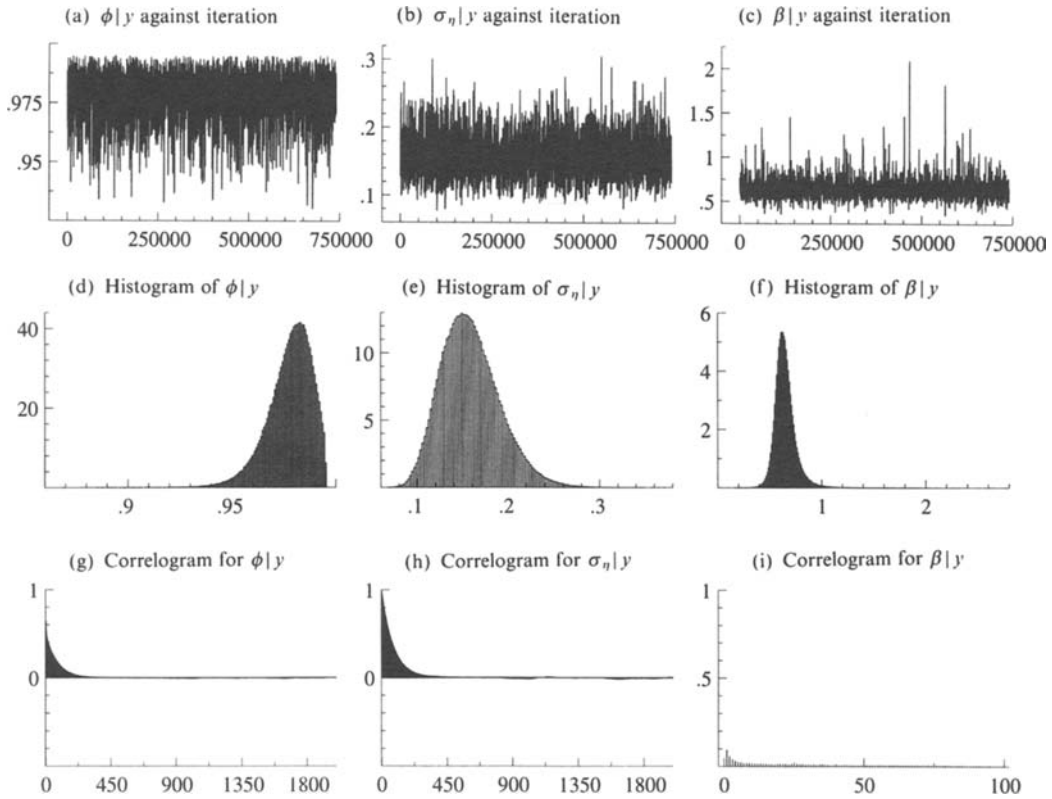 (a) ϕ|y against iteration
(b) σ_η|y against iteration
(c) β|y against iteration
.975
.95
0 250000 500000 750000
.3
.2
.1
0 250000 500000 750000
2
1.5
1
.5
0 250000 500000 750000
(d) Histogram of ϕ|y
(e) Histogram of σ_η|y
(f) Histogram of β|y
40
20
.9 .95
10
5
.1 .2 .3
6
4
2
1 2
(g) Correlogram for ϕ|y
(h) Correlogram for σ_η|y
(i) Correlogram for β|y
1
0
0 450 900 1350 1800
1
0
0 450 900 1350 1800
1
.5
0 50 100